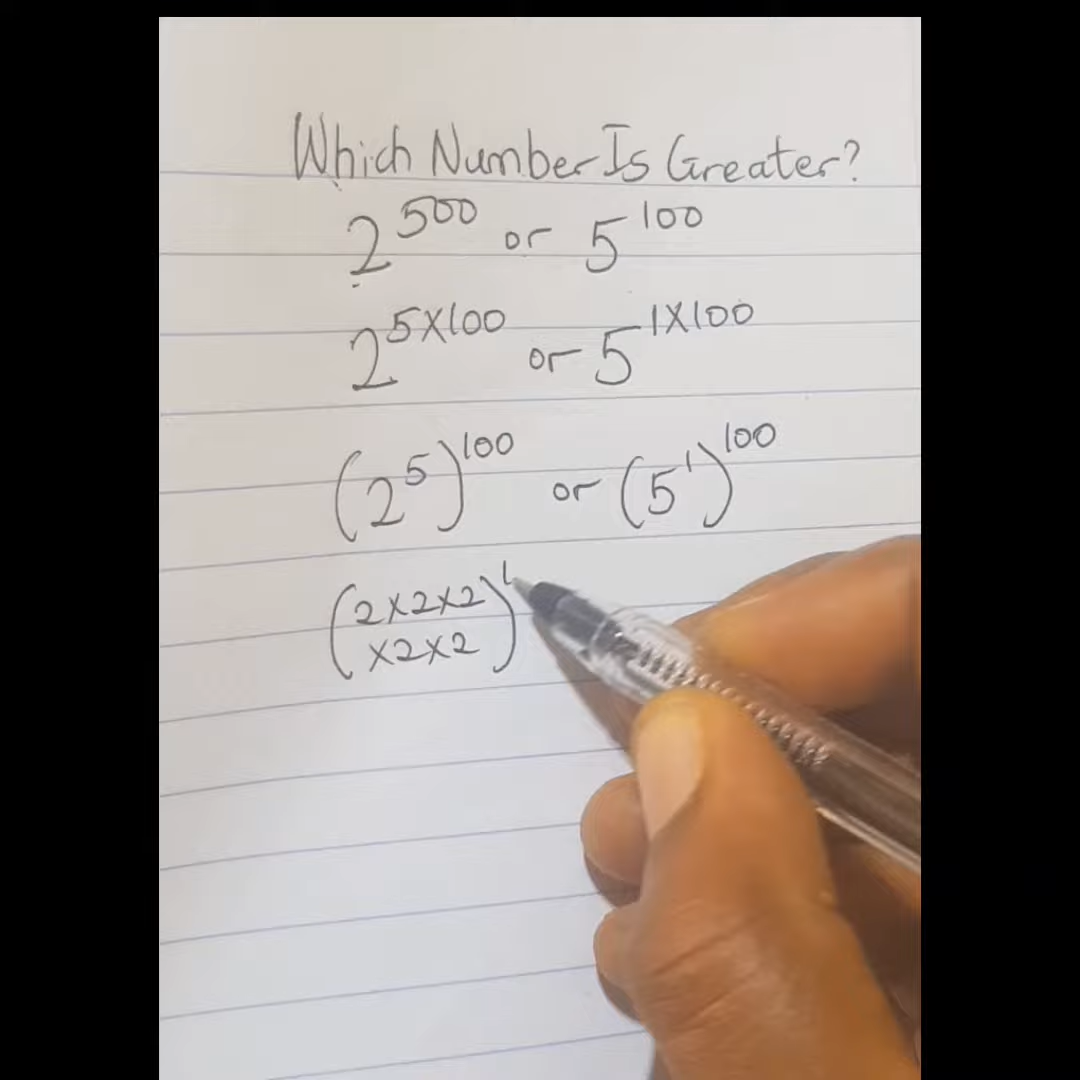 Which Number Is Greater?
2^500 or 5^100
2^5×100 or 5^1×100
(2^5)^100 or (5^1)^100
(2×2×2
×2×2)^1